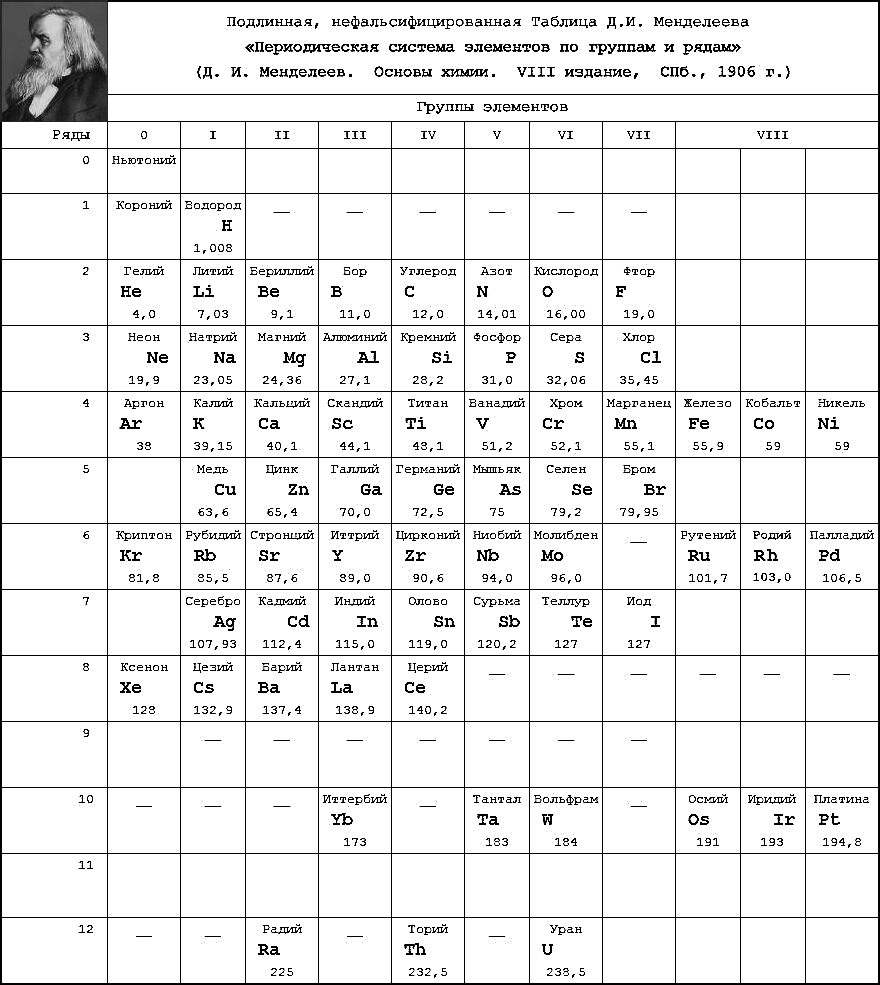 Подлинная, нефальсифицированная Таблица Д.И. Менделеева
«Периодическая система элементов по группам и рядам»
(Д. И. Менделеев. Основы химии. VIII издание, СПб., 1906 г.)
Группы элементов
Ряды 0 I II III IV V VI VII VIII
0 Ньютоний
1 Короний Водород — — — — — —
H
1,008
2 Гелий Литий Бериллий Бор Углерод Азот Кислород Фтор
He Li Be B C N O F
4,0 7,03 9,1 11,0 12,0 14,01 16,00 19,0
3 Неон Натрий Магний Алюминий Кремний Фосфор Сера Хлор
Ne Na Mg Al Si P S Cl
19,9 23,05 24,36 27,1 28,2 31,0 32,06 35,45
4 Аргон Калий Кальций Скандий Титан Ванадий Хром Марганец Железо Кобальт Никель
Ar K Ca Sc Ti V Cr Mn Fe Co Ni
38 39,15 40,1 44,1 48,1 51,2 52,1 55,1 55,9 59 59
5 Медь Цинк Галлий Германий Мышьяк Селен Бром
Cu Zn Ga Ge As Se Br
63,6 65,4 70,0 72,5 75 79,2 79,95
6 Криптон Рубидий Стронций Иттрий Цирконий Ниобий Молибден — Рутений Родий Палладий
Kr Rb Sr Y Zr Nb Mo Ru Rh Pd
81,8 85,5 87,6 89,0 90,6 94,0 96,0 101,7 103,0 106,5
7 Серебро Кадмий Индий Олово Сурьма Теллур Иод
Ag Cd In Sn Sb Te I
107,93 112,4 115,0 119,0 120,2 127 127
8 Ксенон Цезий Барий Лантан Церий — — — — — —
Xe Cs Ba La Ce
128 132,9 137,4 138,9 140,2
9 — — — — — — —
10 — — — Иттербий — Тантал Вольфрам — Осмий Иридий Платина
Yb Ta W Os Ir Pt
173 183 184 191 193 194,8
11
12 — — Радий — Торий — Уран
Ra Th U
225 232,5 238,5